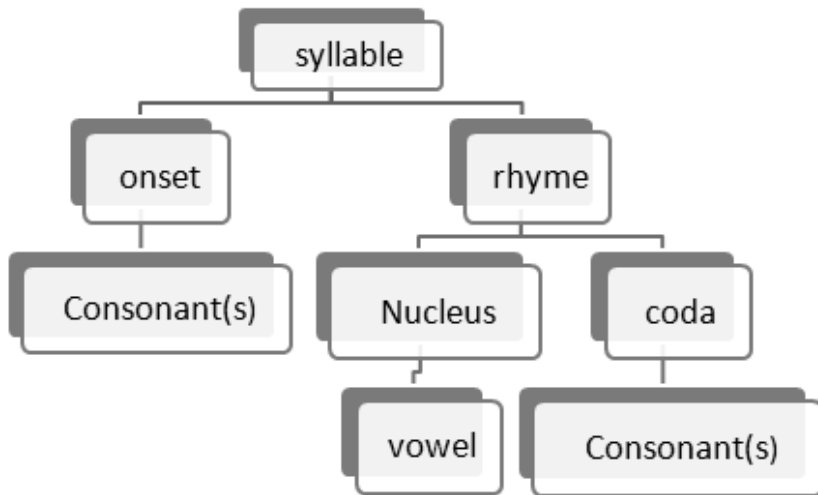 syllable
onset
rhyme
Consonant(s)
Nucleus
coda
vowel
Consonant(s)